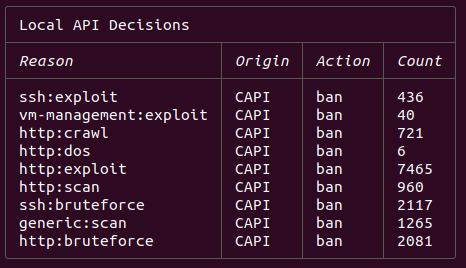 Local API Decisions
Reason Origin Action Count
ssh:exploit CAPI ban 436
vm-management:exploit CAPI ban 40
http:crawl CAPI ban 721
http:dos CAPI ban 6
http:exploit CAPI ban 7465
http:scan CAPI ban 960
ssh:bruteforce CAPI ban 2117
generic:scan CAPI ban 1265
http:bruteforce CAPI ban 2081